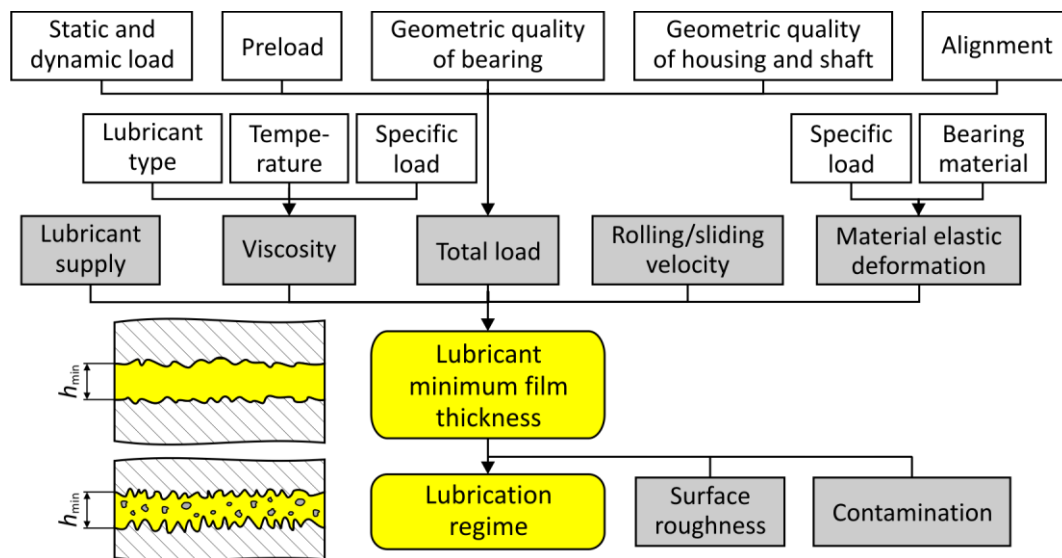 Static and
dynamic load
Preload
Geometric quality
of bearing
Geometric quality
of housing and shaft
Alignment
Lubricant
type
Tempe-
rature
Specific
load
Specific
load
Bearing
material
Lubricant
supply
Viscosity
Total load
Rolling/sliding
velocity
Material elastic
deformation
hmin
Lubricant
minimum film
thickness
hmin
Lubrication
regime
Surface
roughness
Contamination